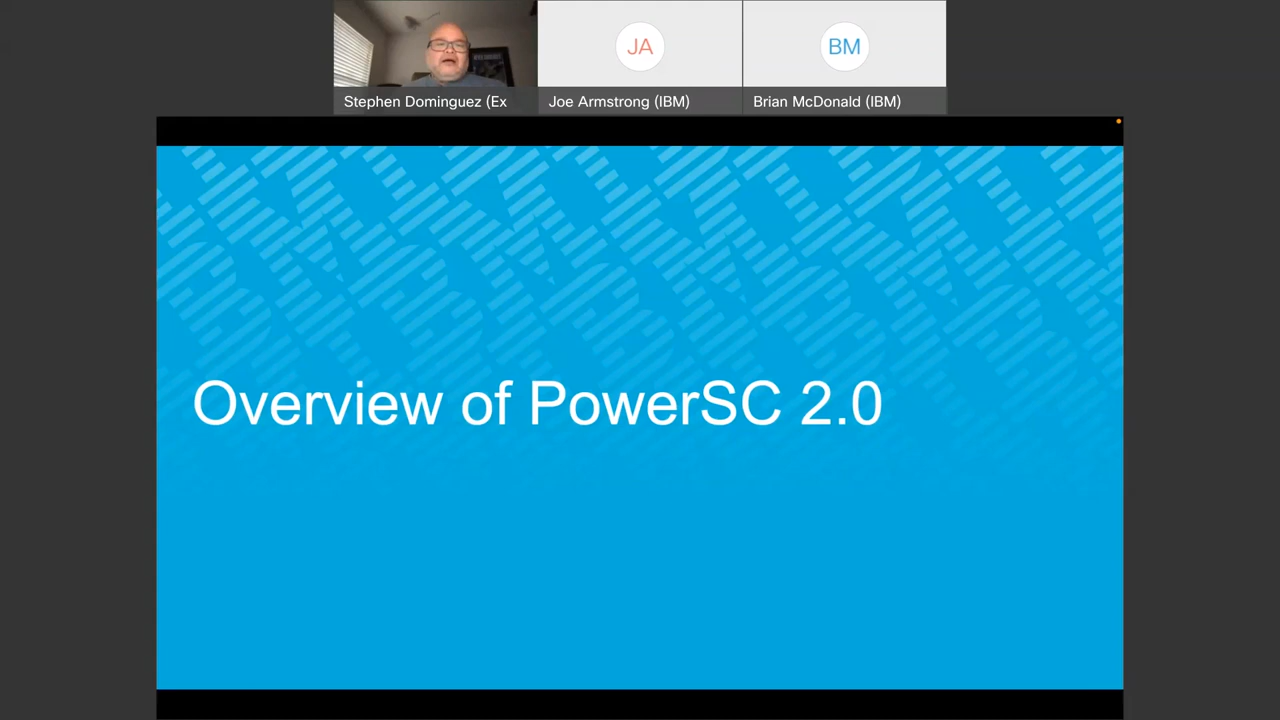 JA
BM
Stephen Dominguez (Ex
Joe Armstrong (IBM)
Brian McDonald (IBM)
Overview of PowerSC 2.0